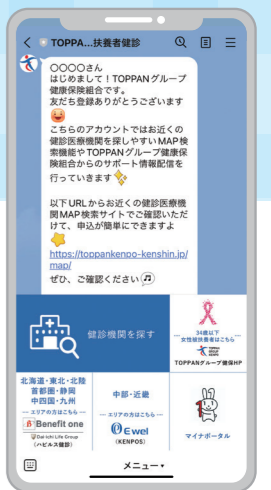 TOPPA...扶養者健診
〇〇〇〇さん
はじめまして！TOPPANグループ
健康保険組合です。
友だち登録ありがとうございます
こちらのアカウントではお近くの
健診医療機関を探しやすいMAP検
索機能やTOPPANグループ健康保
険組合からのサポート情報配信を
行っていきます
以下URLからお近くの健診医療機
関MAP検索サイトでご確認いただ
けて、申込が簡単にできますよ
https://toppankenpo-kenshin.jp/
map/
ぜひ、ご確認ください
健診機関を探す
34歳以下
女性被扶養者はこちら
TOPPANグループ健保HP
北海道・東北・北陸
首都圏・静岡
中四国・九州
エリアの方はこちら
Benefit one
Dai-ichi Life Group
（ハピルス健診）
中部・近畿
エリアの方はこちら
Ewel
（KENPOS）
マイナポータル
メニュー▾